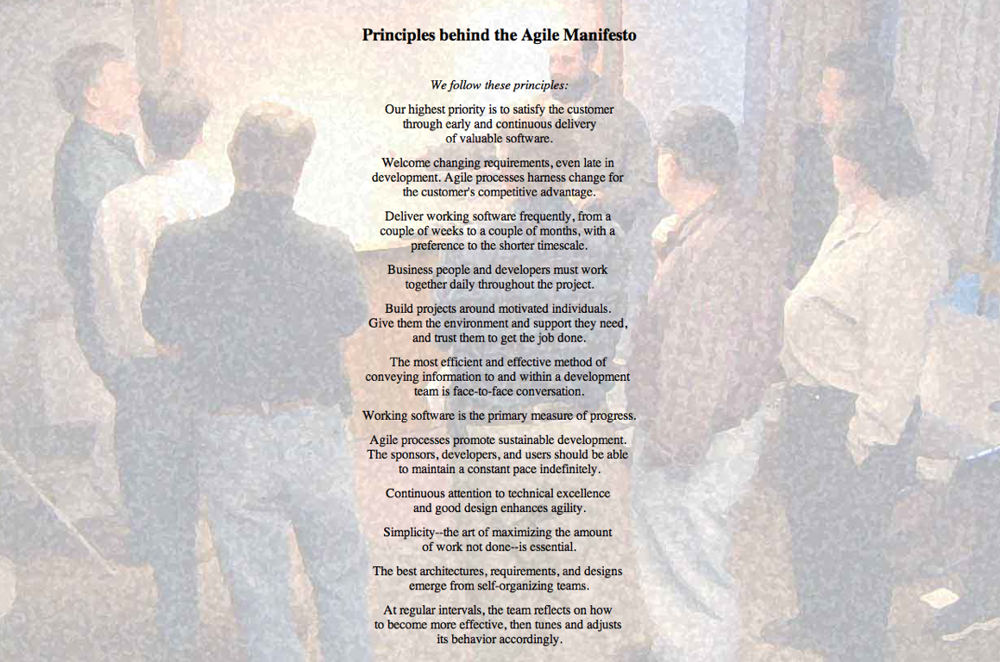 Principles behind the Agile Manifesto
We follow these principles:
Our highest priority is to satisfy the customer
through early and continuous delivery
of valuable software.
Welcome changing requirements, even late in
development. Agile processes harness change for
the customer's competitive advantage.
Deliver working software frequently, from a
couple of weeks to a couple of months, with a
preference to the shorter timescale.
Business people and developers must work
together daily throughout the project.
Build projects around motivated individuals.
Give them the environment and support they need,
and trust them to get the job done.
The most efficient and effective method of
conveying information to and within a development
team is face-to-face conversation.
Working software is the primary measure of progress.
Agile processes promote sustainable development.
The sponsors, developers, and users should be able
to maintain a constant pace indefinitely.
Continuous attention to technical excellence
and good design enhances agility.
Simplicity--the art of maximizing the amount
of work not done--is essential.
The best architectures, requirements, and designs
emerge from self-organizing teams.
At regular intervals, the team reflects on how
to become more effective, then tunes and adjusts
its behavior accordingly.